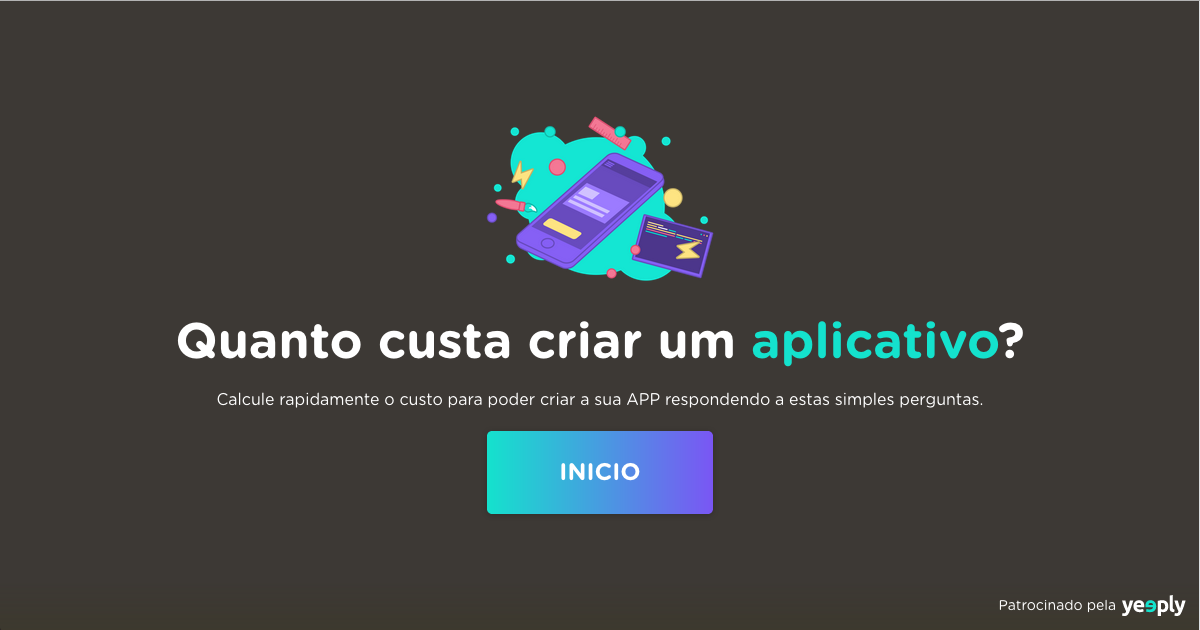 Quanto custa criar um aplicativo?
Calcule rapidamente o custo para poder criar a sua APP respondendo a estas simples perguntas.
INICIO
Patrocinado pela yeeply